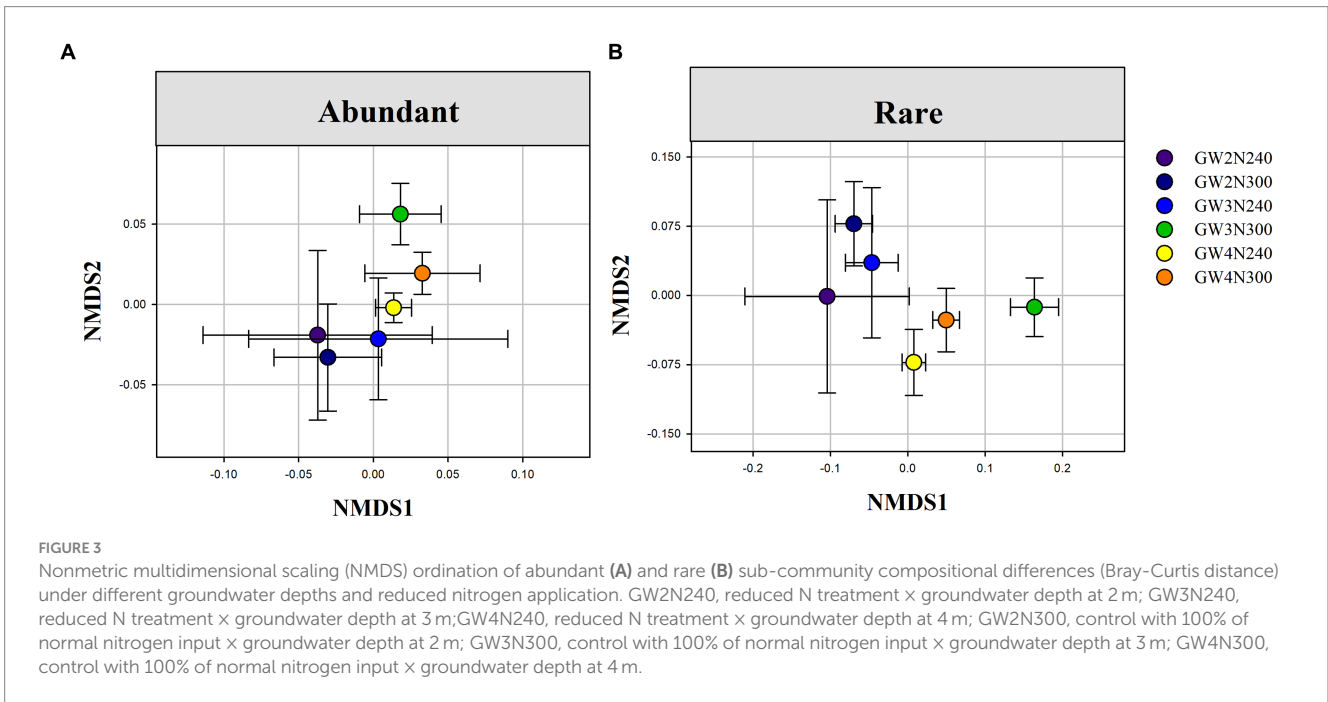 A
Abundant
0.05
0.00
-0.05
NMDS2
-0.10
-0.05
0.00
0.05
0.10
NMDS1
B
Rare
0.150
0.075
0.000
-0.075
-0.150
NMDS2
-0.2
-0.1
0.0
0.1
0.2
NMDS1
GW2N240
GW2N300
GW3N240
GW3N300
GW4N240
GW4N300
FIGURE 3
Nonmetric multidimensional scaling (NMDS) ordination of abundant (A) and rare (B) sub-community compositional differences (Bray-Curtis distance)
under different groundwater depths and reduced nitrogen application. GW2N240, reduced N treatment × groundwater depth at 2 m; GW3N240,
reduced N treatment × groundwater depth at 3 m;GW4N240, reduced N treatment × groundwater depth at 4 m; GW2N300, control with 100% of
normal nitrogen input × groundwater depth at 2 m; GW3N300, control with 100% of normal nitrogen input × groundwater depth at 3 m; GW4N300,
control with 100% of normal nitrogen input × groundwater depth at 4 m.